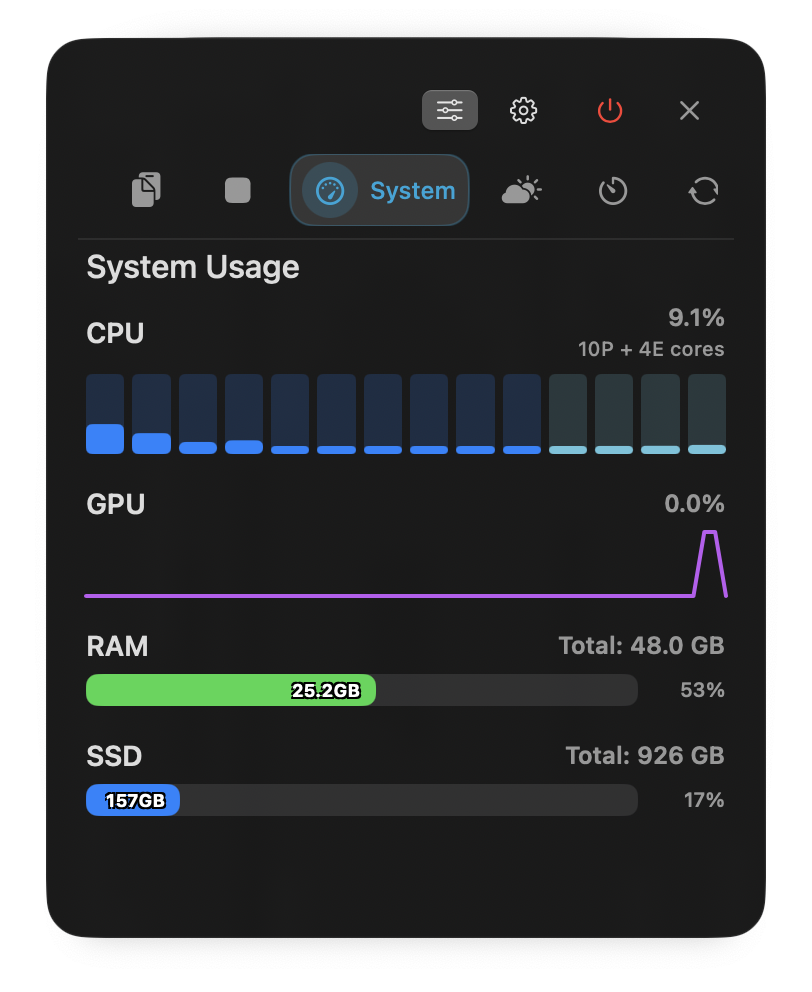 System
System Usage
CPU
9.1%
10P + 4E cores
GPU
0.0%
RAM
Total: 48.0 GB
25.2GB
53%
SSD
Total: 926 GB
157GB
17%